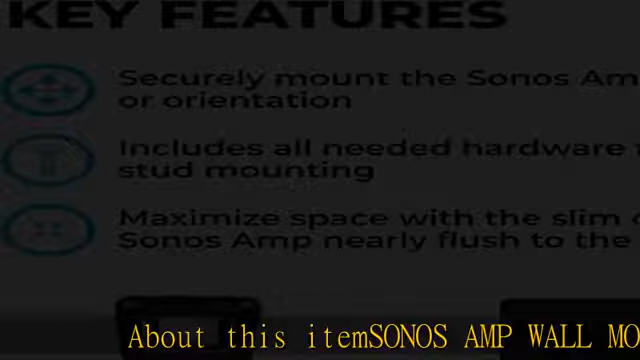 KEY FEATURES
Securely mount the Sonos Am
or orientation
Includes all needed hardware
stud mounting
Maximize space with the slim
Sonos Amp nearly flush to the
About this itemSONOS AMP WALL MO